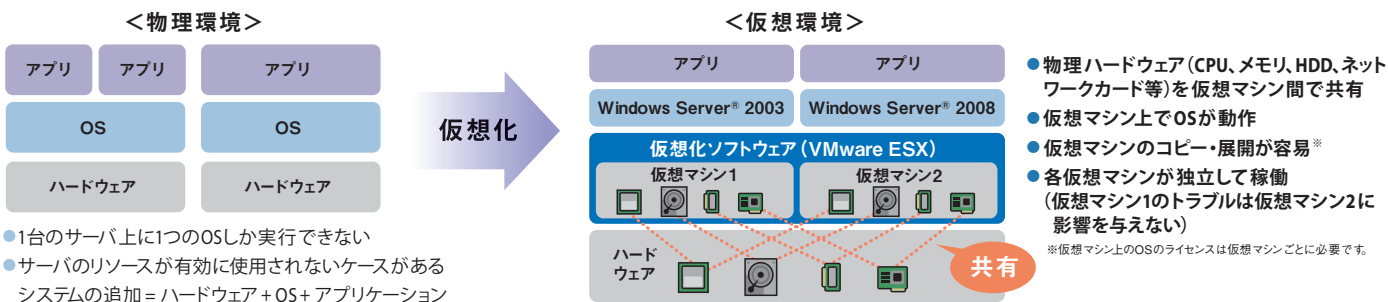 ＜物理環境＞
アプリ アプリ アプリ
OS OS
ハードウェア ハードウェア
●1台のサーバ上に1つのOSしか実行できない
●サーバのリソースが有効に使用されないケースがある
システムの追加＝ハードウェア＋OS＋アプリケーション
仮想化
＜仮想環境＞
アプリ アプリ
Windows Server® 2003 Windows Server® 2008
仮想化ソフトウェア（VMware ESX）
仮想マシン1 仮想マシン2
ハード
ウェア
共有
●物理ハードウェア（CPU、メモリ、HDD、ネット
ワークカード等）を仮想マシン間で共有
●仮想マシン上でOSが動作
●仮想マシンのコピー・展開が容易※
●各仮想マシンが独立して稼働
（仮想マシン1のトラブルは仮想マシン2に
影響を与えない）
※仮想マシン上のOSのライセンスは仮想マシンごとに必要です。